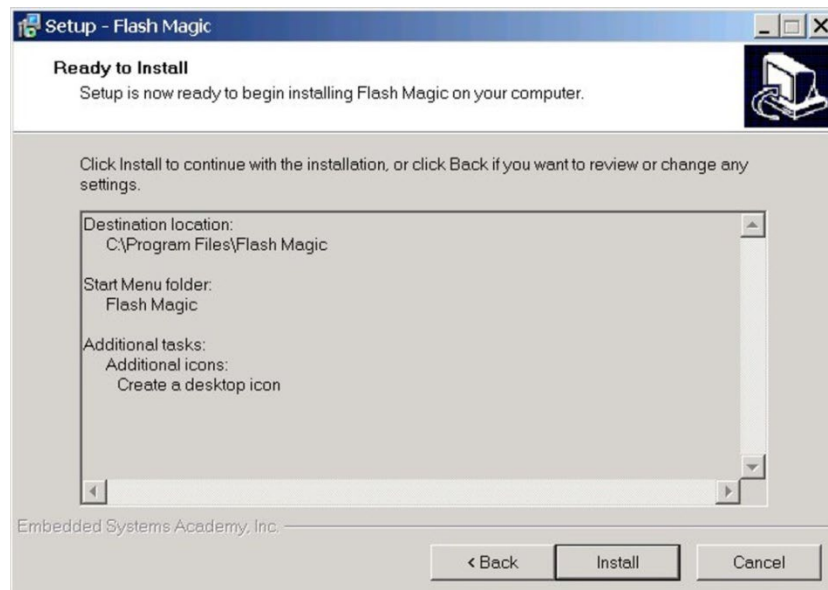 Setup - Flash Magic
Ready to Install
Setup is now ready to begin installing Flash Magic on your computer.
Click Install to continue with the installation, or click Back if you want to review or change any
settings.
Destination location:
C:\Program Files\Flash Magic
Start Menu folder:
Flash Magic
Additional tasks:
Additional icons:
Create a desktop icon
Embedded Systems Academy, Inc.
< Back Install Cancel